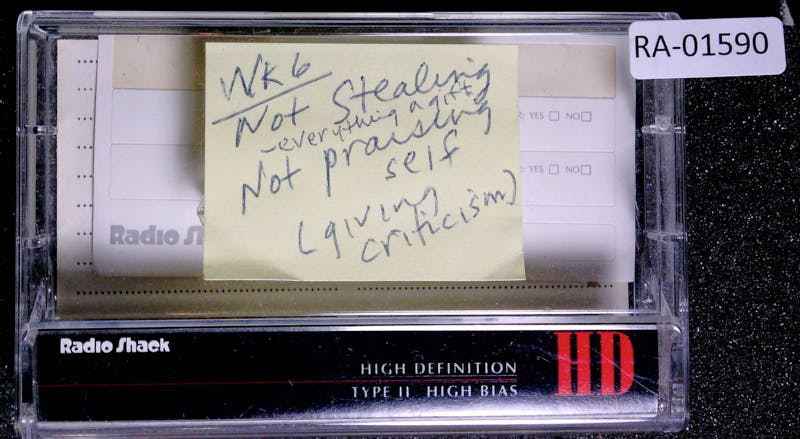 RA-01590
Wk6
Not Stealing
-everything a gift
Not praising
self
(giving
criticism)
YES □ NO □
YES □ NO □
Radio Sh
Radio Shack
HIGH DEFINITION
TYPE II HIGH BIAS
HD